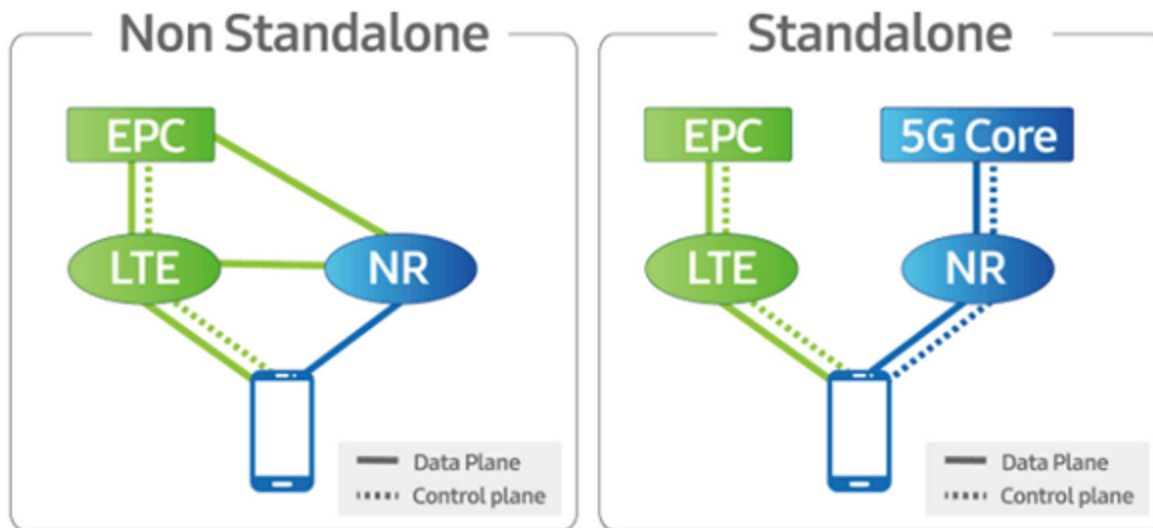 Non Standalone
EPC
LTE
NR
Data Plane
Control plane
Standalone
EPC
5G Core
LTE
NR
Data Plane
Control plane